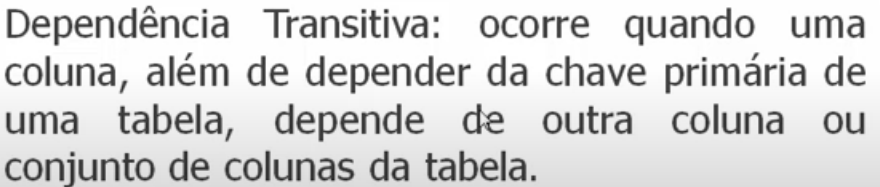 Dependência Transitiva: ocorre quando uma
coluna, além de depender da chave primária de
uma tabela, depende de outra coluna ou
conjunto de colunas da tabela.